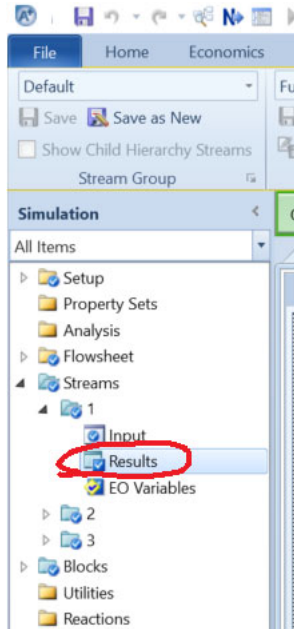 File Home Economics
Default Fu
Save Save as New
Show Child Hierarchy Streams
Stream Group
Simulation
All Items
Setup
Property Sets
Analysis
Flowsheet
Streams
1
Input
Results
EO Variables
2
3
Blocks
Utilities
Reactions